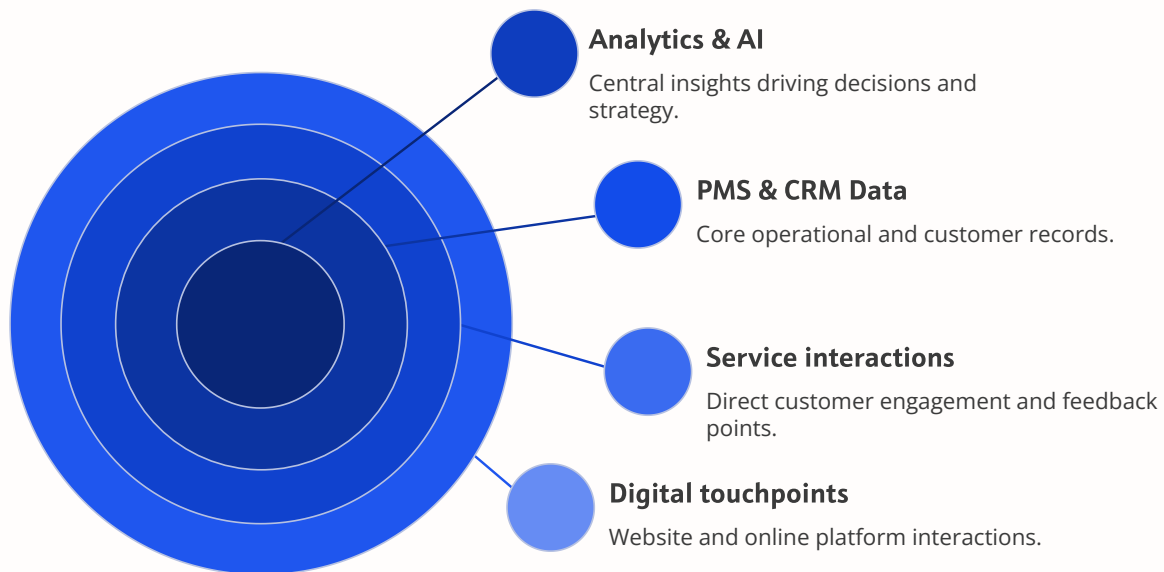 Analytics & AI
Central insights driving decisions and
strategy.
PMS & CRM Data
Core operational and customer records.
Service interactions
Direct customer engagement and feedback
points.
Digital touchpoints
Website and online platform interactions.